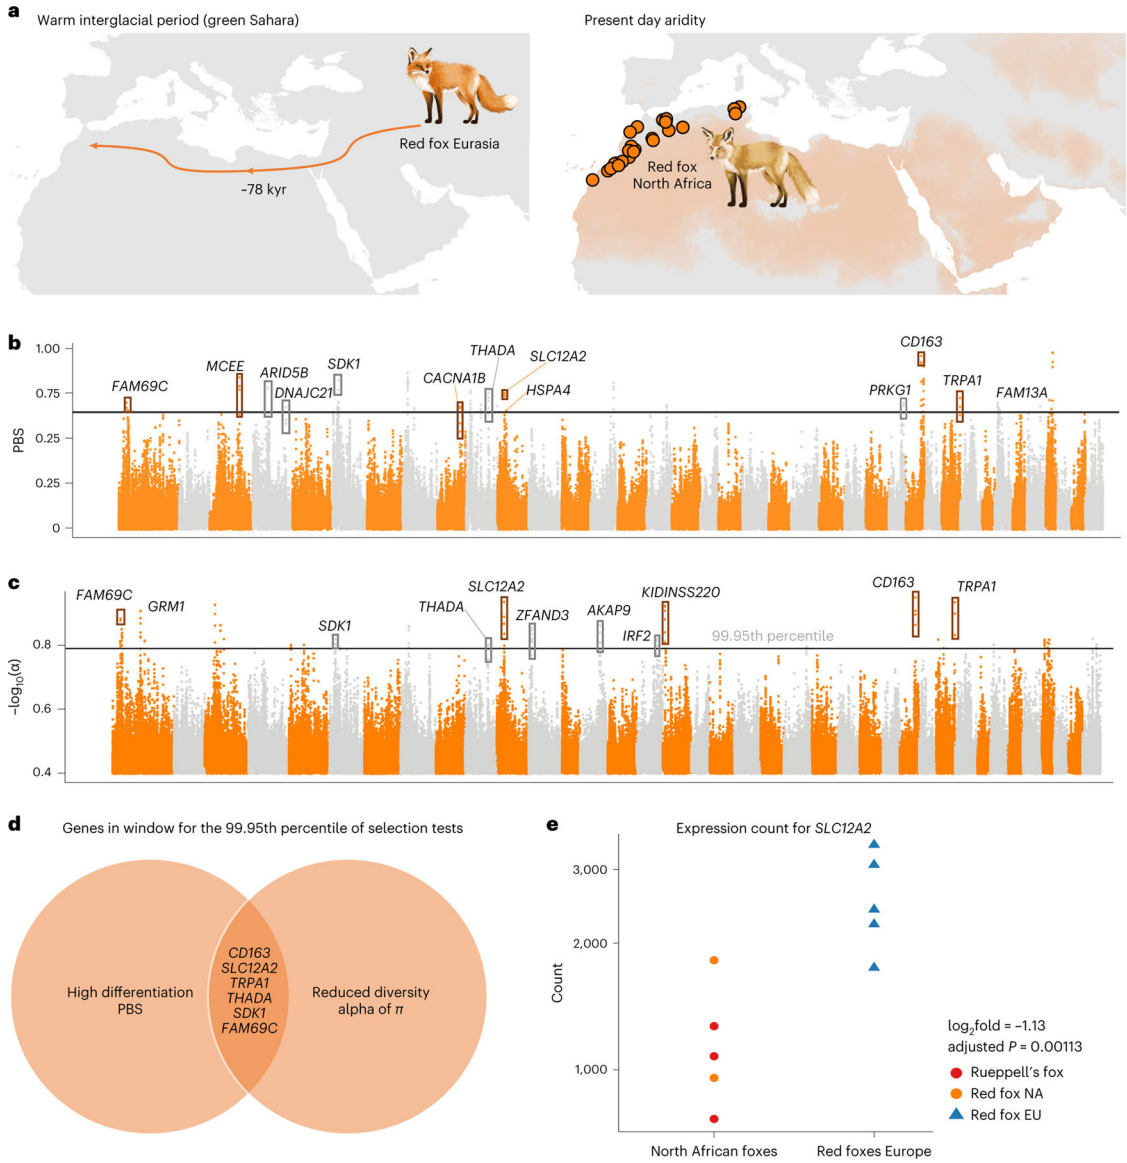 a
Warm interglacial period (green Sahara)
Present day aridity
Red fox Eurasia
~78 kyr
Red fox
North Africa
b
PBS
1.00
0.75
0.25
0.25
0
FAM69C
MCEE
ARID5B
DNAJC21
SDK1
CACNA1B
THADA
SLC12A2
HSPA4
PRKG1
CD163
TRPA1
FAM13A
c
–log10(α)
0.8
0.6
0.4
FAM69C
GRM1
SDK1
THADA
SLC12A2
ZFAND3
AKAP9
IRF2
KIDINSS220
99.95th percentile
CD163
TRPA1
d
Genes in window for the 99.95th percentile of selection tests
High differentiation
PBS
CD163
SLC12A2
TRPA1
THADA
SDK1
FAM69C
Reduced diversity
alpha of π
e
Expression count for SLC12A2
Count
3,000
2,000
1,000
North African foxes
Red foxes Europe
log2fold = –1.13
adjusted P = 0.00113
Rueppell's fox
Red fox NA
Red fox EU